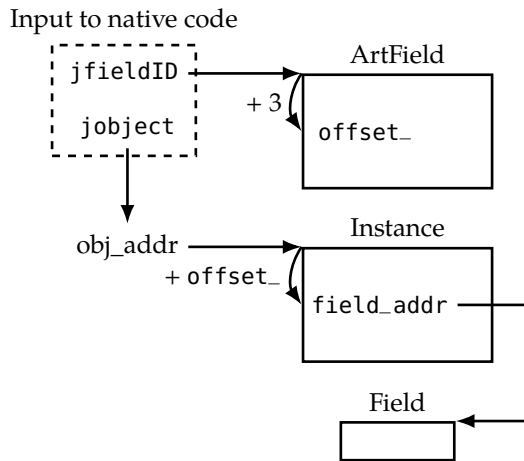 Input to native code
jfieldID
ArtField
+ 3
jobject
offset_
obj_addr
Instance
+ offset_
field_addr
Field